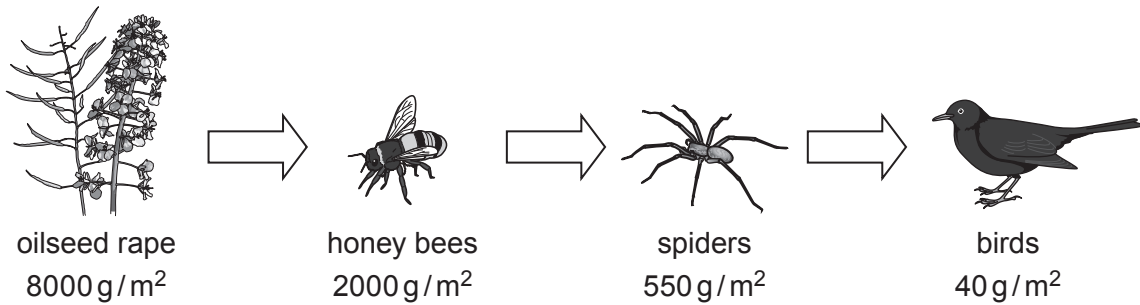 oilseed rape honey bees spiders birds
8000 g / m² 2000 g / m² 550 g / m² 40 g / m²